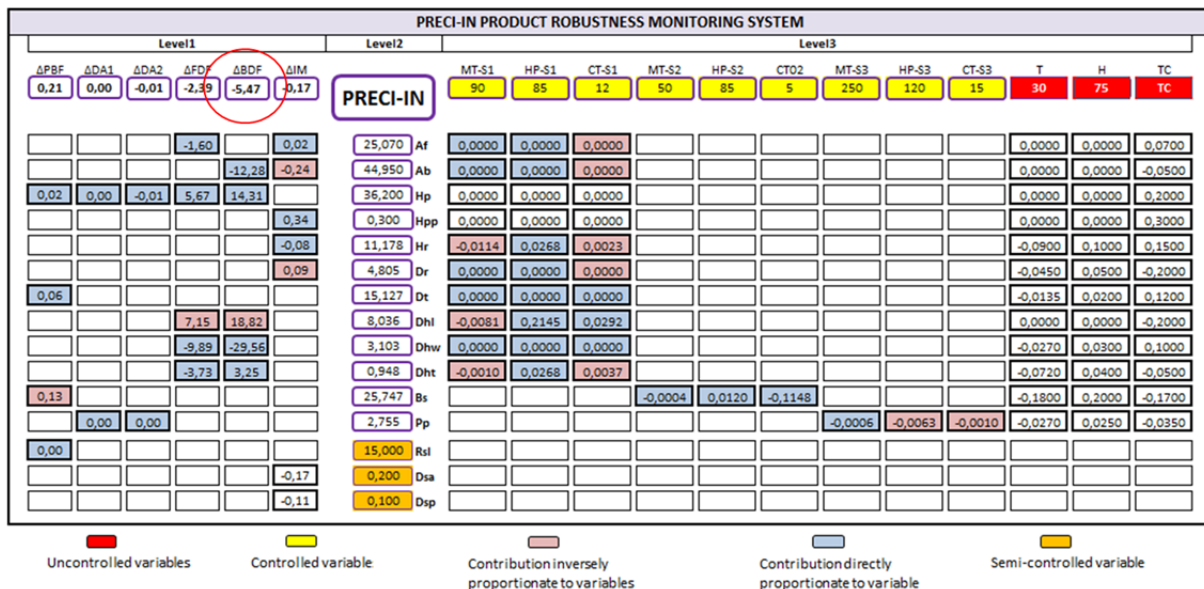 PRECI-IN PRODUCT ROBUSTNESS MONITORING SYSTEM
Level1 Level2 Level3
ΔPBF ΔDA1 ΔDA2 ΔFDF ΔBDF ΔIM MT-S1 HP-S1 CT-S1 MT-S2 HP-S2 CT02 MT-S3 HP-S3 CT-S3 T H TC
0,21 0,00 -0,01 -2,39 -5,47 -0,17 PRECI-IN 90 85 12 50 85 5 250 120 15 30 75 TC
-1,60 0,02 25,070 Af 0,0000 0,0000 0,0000 0,0000 0,0000 0,0700
-12,28 -0,24 44,950 Ab 0,0000 0,0000 0,0000 0,0000 0,0000 -0,0500
0,02 0,00 -0,01 5,67 14,31 36,200 Hp 0,0000 0,0000 0,0000 0,0000 0,0000 0,2000
0,34 0,300 Hpp 0,0000 0,0000 0,0000 0,0000 0,0000 0,3000
-0,08 11,178 Hr -0,0114 0,0268 0,0023 -0,0900 0,1000 0,1500
0,09 4,805 Dr 0,0000 0,0000 0,0000 -0,0450 0,0500 -0,2000
0,06 15,127 Dt 0,0000 0,0000 0,0000 -0,0135 0,0200 0,1200
7,15 18,82 8,036 Dhl -0,0081 0,2145 0,0292 0,0000 0,0000 -0,2000
-9,89 -29,56 3,103 Dhw 0,0000 0,0000 0,0000 -0,0270 0,0300 0,1000
-3,73 3,25 0,948 Dht -0,0010 0,0268 0,0037 -0,0720 0,0400 -0,0500
0,13 25,747 Bs -0,0004 0,0120 -0,1148 -0,1800 0,2000 -0,1700
0,00 0,00 2,755 Pp -0,0006 -0,0063 -0,0010 -0,0270 0,0250 -0,0350
0,00 15,000 Rsl
-0,17 0,200 Dsa
-0,11 0,100 Dsp
Uncontrolled variables Controlled variable Contribution inversely Contribution directly Semi-controlled variable
proportionate to variables proportionate to variable